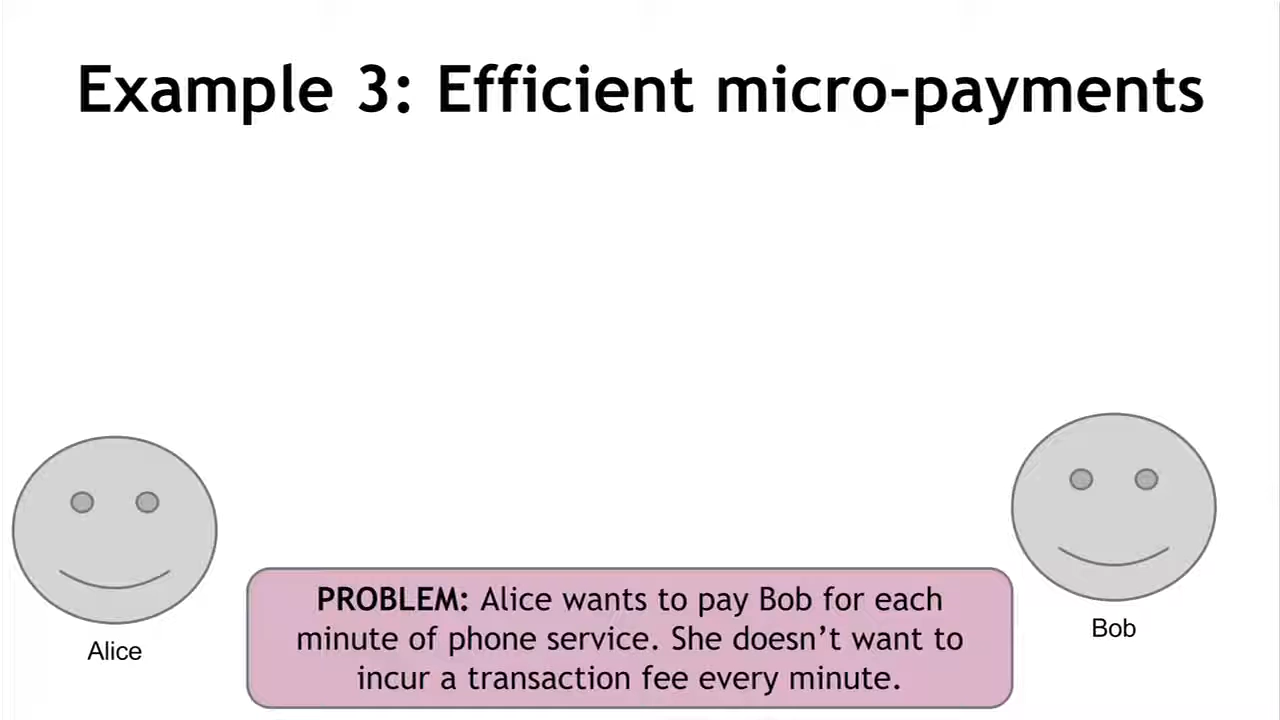 Example 3: Efficient micro-payments
Alice
PROBLEM: Alice wants to pay Bob for each
minute of phone service. She doesn’t want to
incur a transaction fee every minute.
Bob